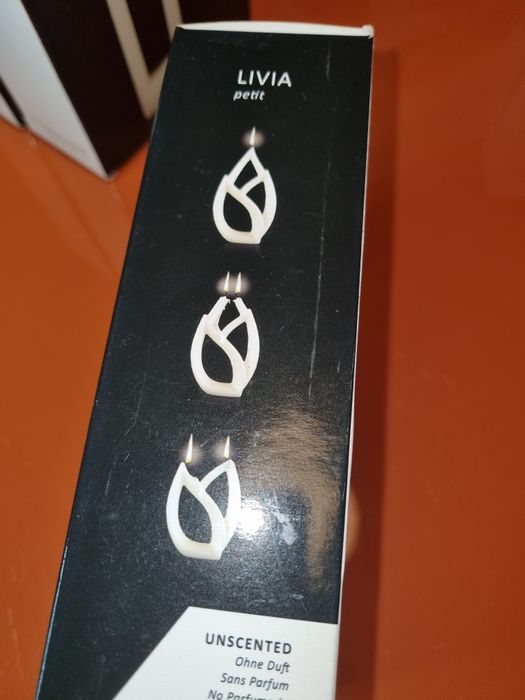 LIVIA
petit
UNSCENTED
Ohne Duft
Sans Parfum